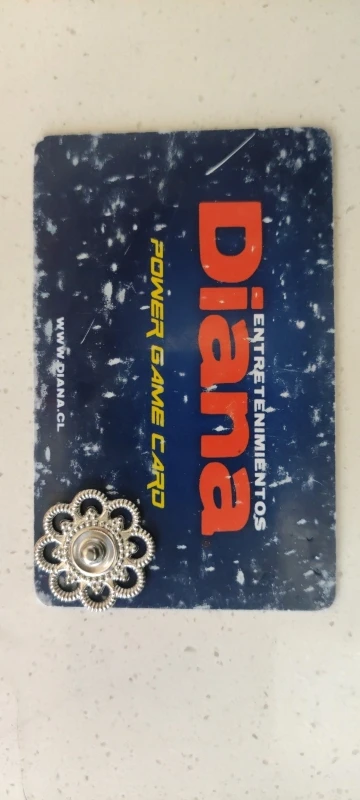 ENTRETENIMIENTOS
Diana
POWER GAME CARD
WWW.DIANA.CL